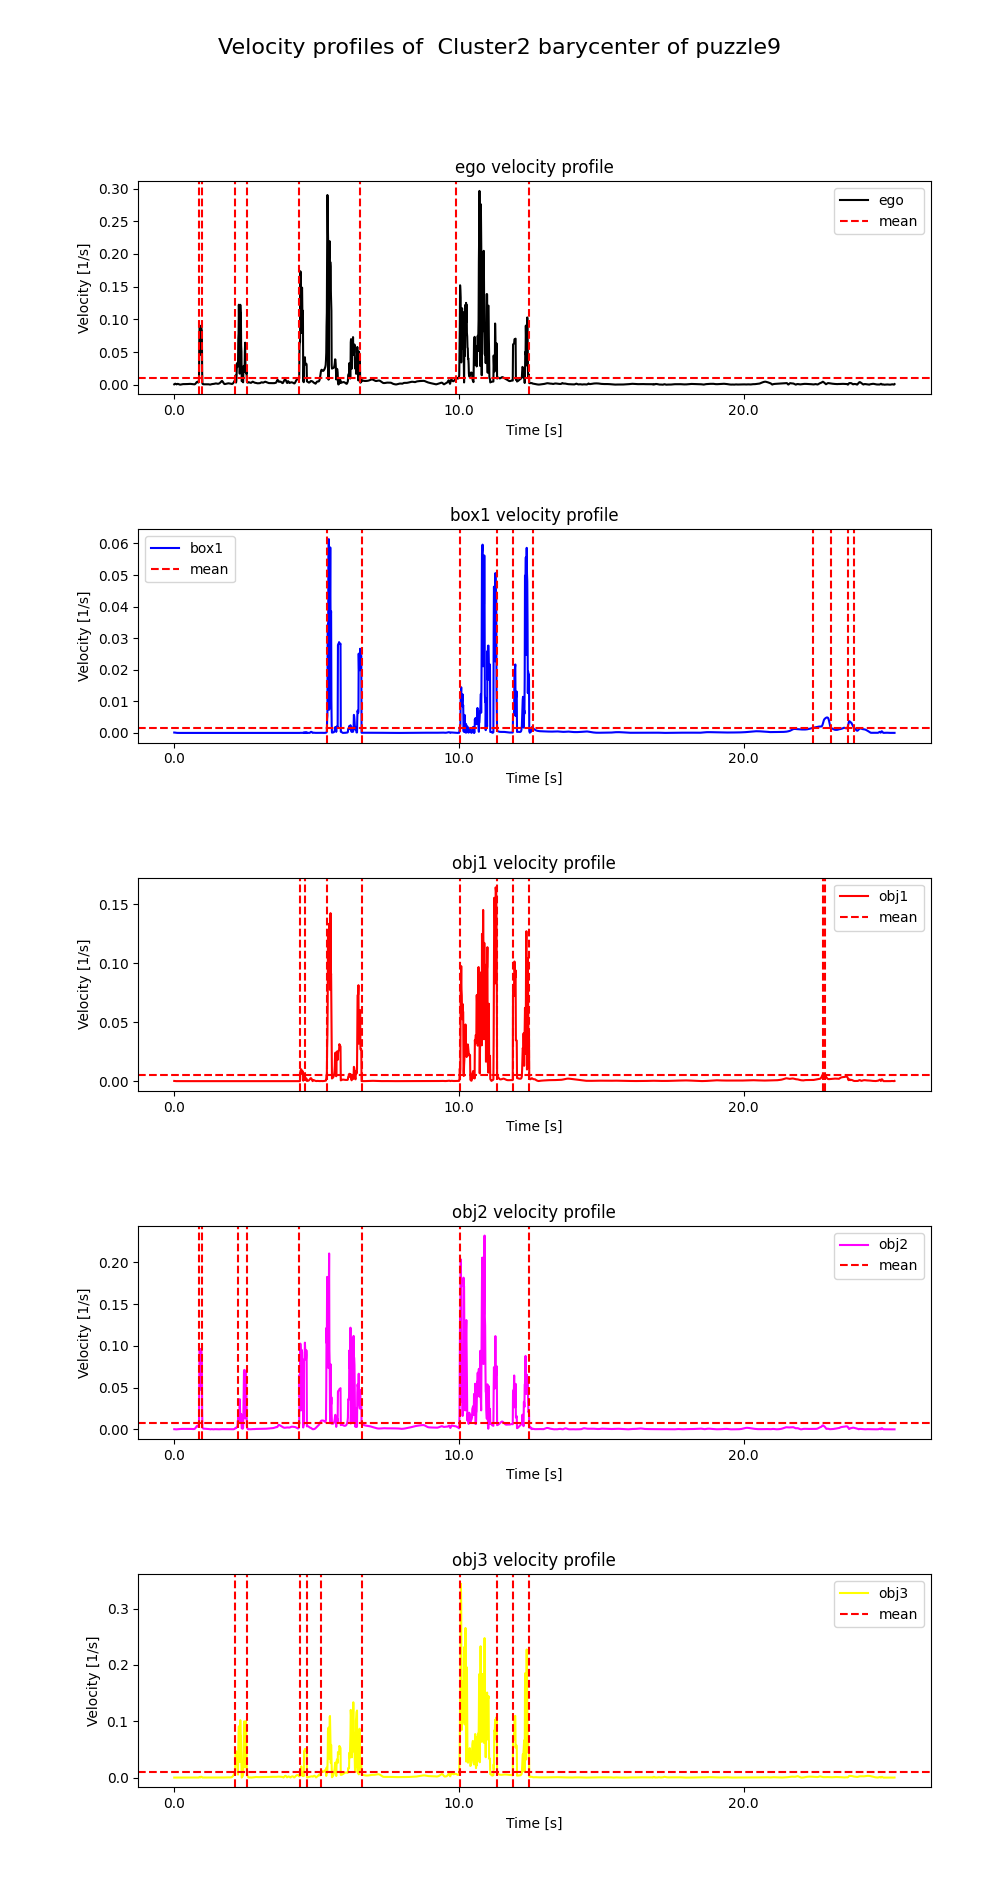 Velocity profiles of  Cluster2 barycenter of puzzle9
ego velocity profile
Velocity [1/s]
0.30
0.25
0.20
0.15
0.10
0.05
0.00
ego
mean
0.0 10.0 20.0
Time [s]
box1 velocity profile
Velocity [1/s]
0.06
0.05
0.04
0.03
0.02
0.01
0.00
box1
mean
0.0 10.0 20.0
Time [s]
obj1 velocity profile
Velocity [1/s]
0.15
0.10
0.05
0.00
obj1
mean
0.0 10.0 20.0
Time [s]
obj2 velocity profile
Velocity [1/s]
0.20
0.15
0.10
0.05
0.00
obj2
mean
0.0 10.0 20.0
Time [s]
obj3 velocity profile
Velocity [1/s]
0.3
0.2
0.1
0.0
obj3
mean
0.0 10.0 20.0
Time [s]